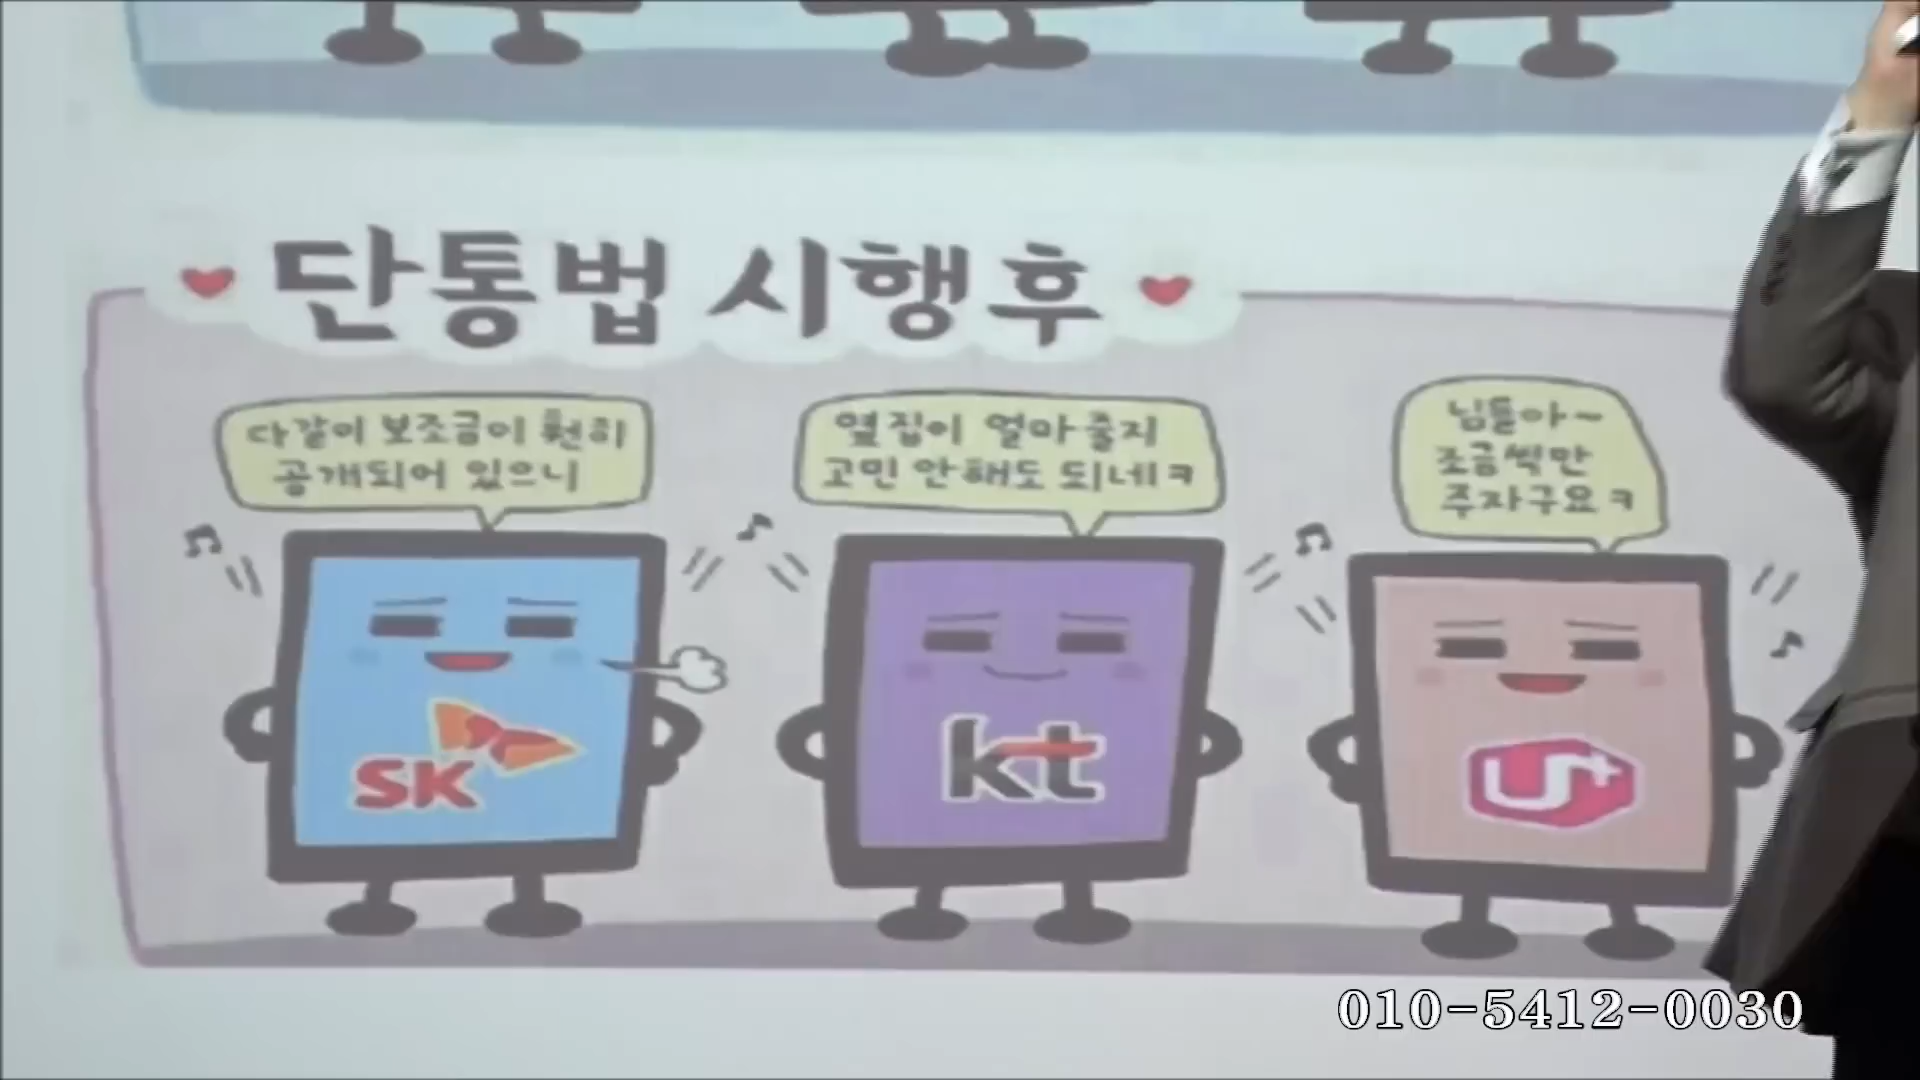 단통법 시행후
다같이 보조금이 훤히
공개되어 있으니
옆집이 얼마줄지
고민 안해도 되네ㅋ
님들아~
조금씩만
주자구요ㅋ
SK
kt
U+
010-5412-0030